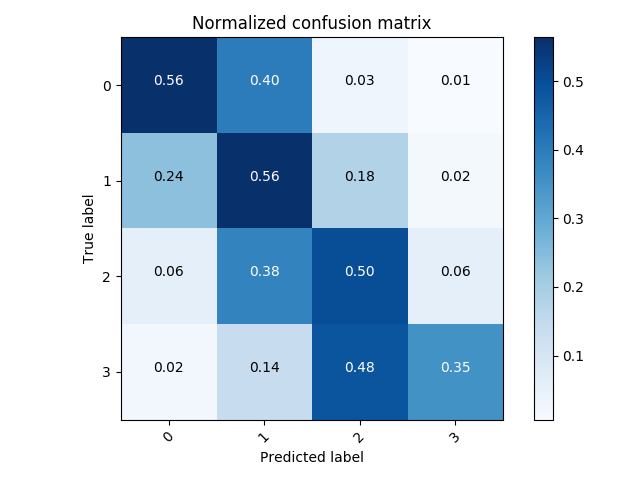 Normalized confusion matrix
True label
0 0.56 0.40 0.03 0.01
1 0.24 0.56 0.18 0.02
2 0.06 0.38 0.50 0.06
3 0.02 0.14 0.48 0.35
0 1 2 3
Predicted label
0.5
0.4
0.3
0.2
0.1